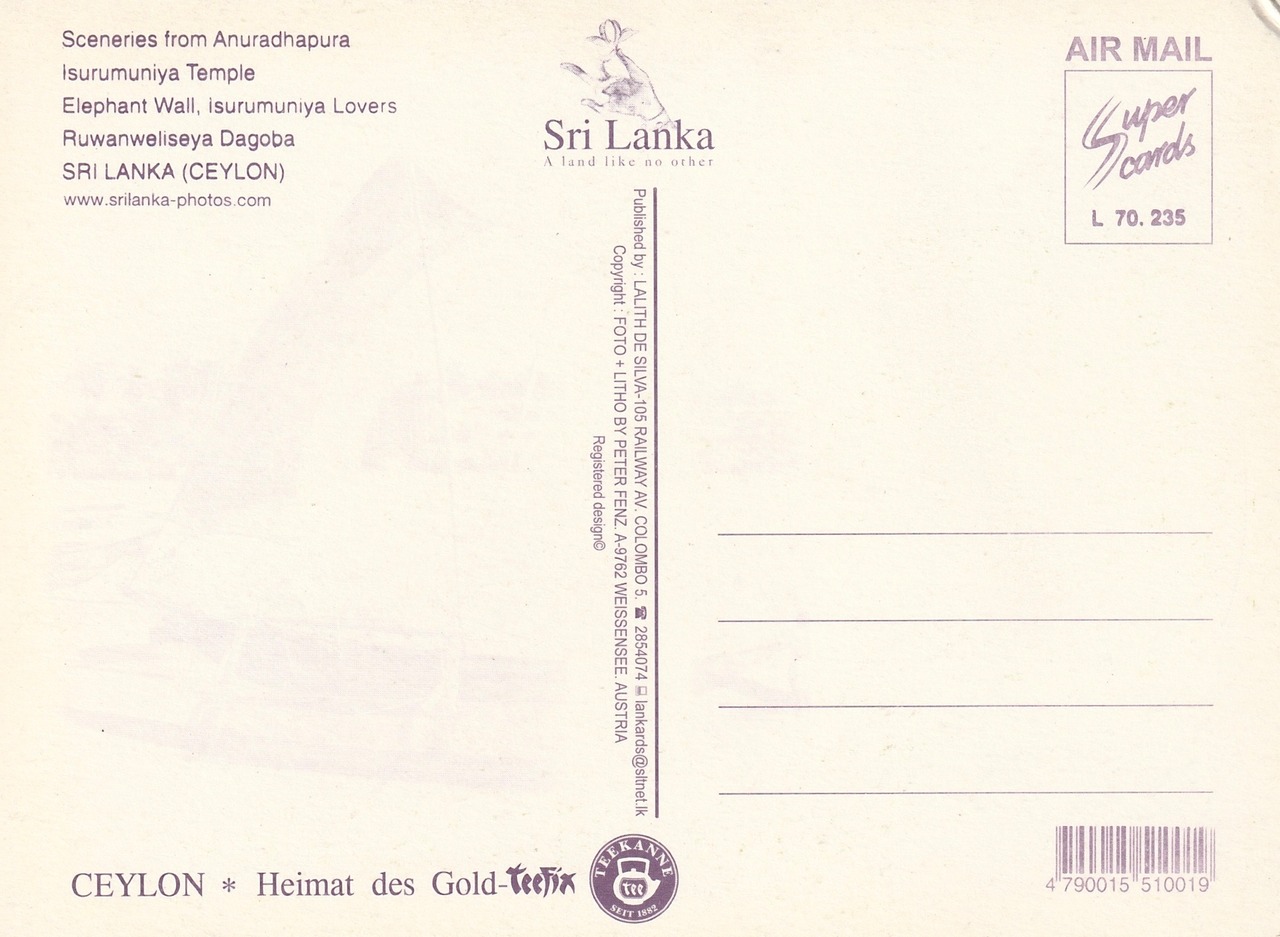 Sceneries from Anuradhapura
Isurumuniya Temple
Elephant Wall, Isurumuniya Lovers
Ruwanweliseya Dagoba
SRI LANKA (CEYLON)
www.srilanka-photos.com
Sri Lanka
A land like no other
AIR MAIL
Super
cards
L 70. 235
Published by : LALITH DE SILVA-105 RAILWAY AV. COLOMBO 5. ☎ 2854074 lankards@sltnet.lk
Copyright : FOTO + LITHO BY PETER FENZ. A-9762 WEISSENSEE. AUSTRIA
Registered design©
CEYLON * Heimat des Gold-TeeFix
TEEKANNE
Tee
SEIT 1882
4 790015 510019